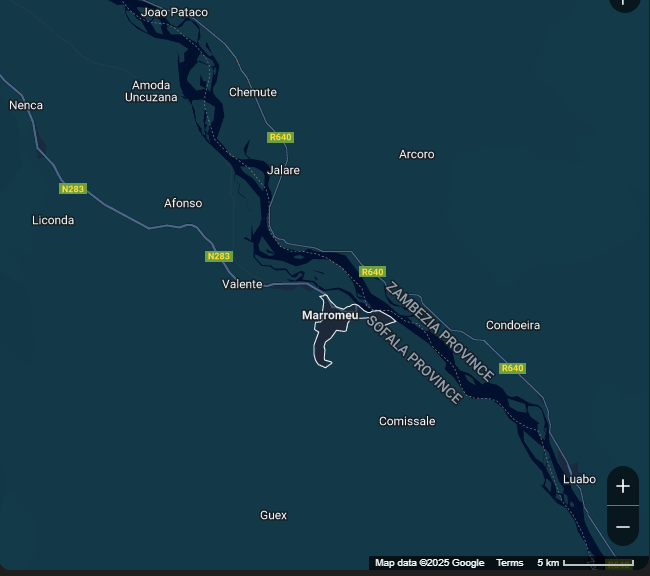 Joao Pataco
Amoda
Uncuzana
Chemute
Nenca
R640
Arcoro
Jalare
N283
Afonso
Liconda
N283
R640
Valente
ZAMBEZIA PROVINCE
Marromeu
SOFALA PROVINCE
Condoeira
R640
Comissale
Luabo
+
Guex
−
Map data ©2025 Google Terms 5 km